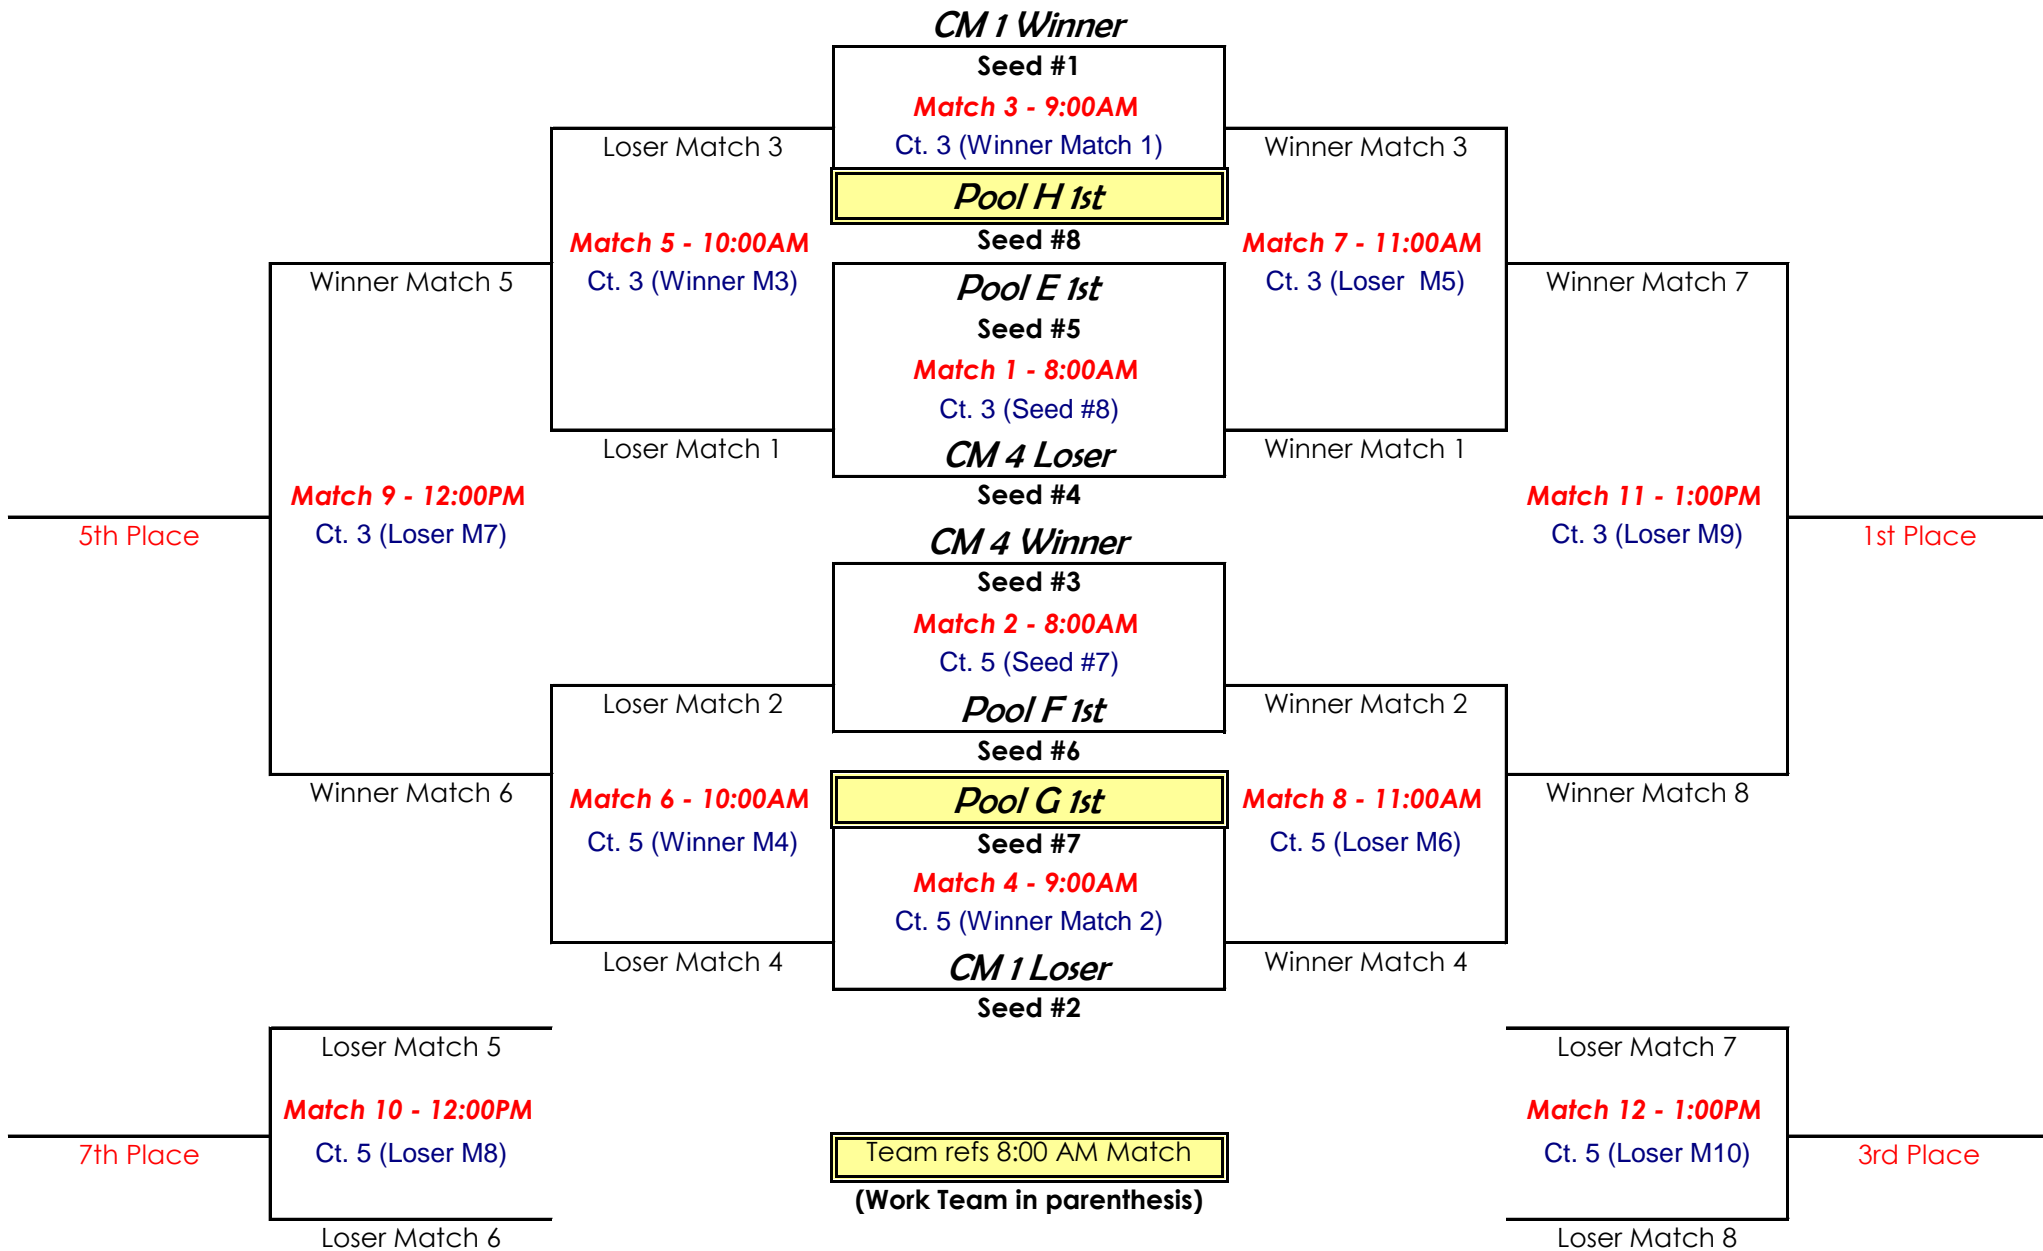 CM 1 Winner
Seed #1
Match 3 - 9:00AM
Loser Match 3
Ct. 3 (Winner Match 1)
Winner Match 3
Pool H 1st
Match 5 - 10:00AM
Seed #8
Match 7 - 11:00AM
Winner Match 5
Ct. 3 (Winner M3)
Pool E 1st
Ct. 3 (Loser  M5)
Winner Match 7
Seed #5
Match 1 - 8:00AM
Ct. 3 (Seed #8)
Loser Match 1
CM 4 Loser
Winner Match 1
Match 9 - 12:00PM
Seed #4
Match 11 - 1:00PM
5th Place
Ct. 3 (Loser M7)
CM 4 Winner
Ct. 3 (Loser M9)
1st Place
Seed #3
Match 2 - 8:00AM
Ct. 5 (Seed #7)
Loser Match 2
Pool F 1st
Winner Match 2
Seed #6
Winner Match 6
Match 6 - 10:00AM
Pool G 1st
Match 8 - 11:00AM
Winner Match 8
Ct. 5 (Winner M4)
Seed #7
Ct. 5 (Loser M6)
Match 4 - 9:00AM
Ct. 5 (Winner Match 2)
Loser Match 4
CM 1 Loser
Winner Match 4
Seed #2
Loser Match 5
Loser Match 7
Match 10 - 12:00PM
Match 12 - 1:00PM
7th Place
Ct. 5 (Loser M8)
Team refs 8:00 AM Match
Ct. 5 (Loser M10)
3rd Place
(Work Team in parenthesis)
Loser Match 6
Loser Match 8